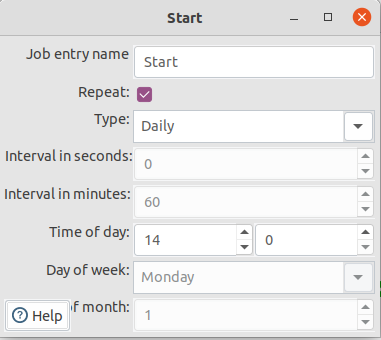 Start
Job entry name Start
Repeat:
Type: Daily
Interval in seconds: 0
Interval in minutes: 60
Time of day: 14 0
Day of week: Monday
Help of month: 1